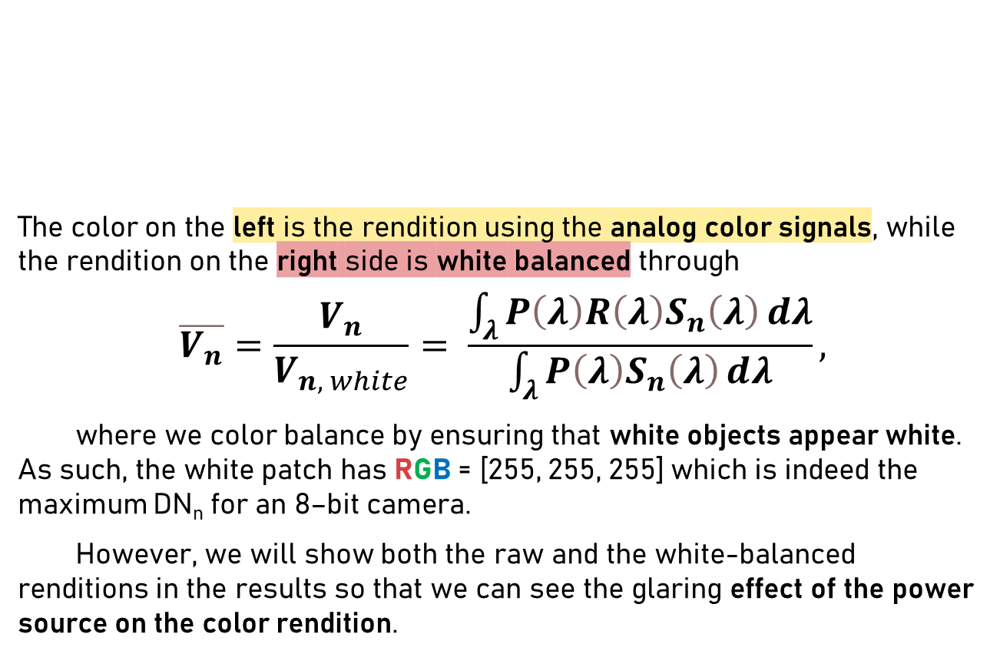 The color on the left is the rendition using the analog color signals, while
the rendition on the right side is white balanced through
$\overline{V_n} = \frac{V_n}{V_{n,\,white}} = \frac{\int_\lambda P(\lambda)R(\lambda)S_n(\lambda)\,d\lambda}{\int_\lambda P(\lambda)S_n(\lambda)\,d\lambda},$
where we color balance by ensuring that white objects appear white.
As such, the white patch has RGB = [255, 255, 255] which is indeed the
maximum DNₙ for an 8–bit camera.
However, we will show both the raw and the white-balanced
renditions in the results so that we can see the glaring effect of the power
source on the color rendition.